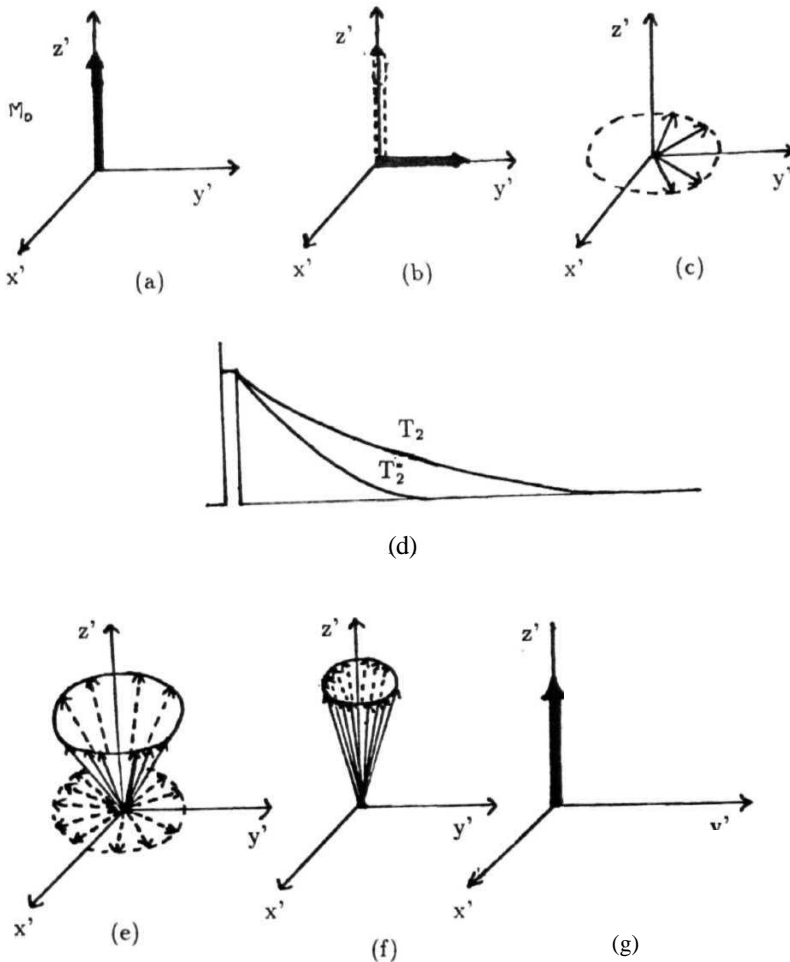 z' z' z'
M₀
y' y' y'
x' x' x'
(a) (b) (c)
T₂
T₂*
(d)
z' z' z'
y' y' y'
x' x' x'
(e) (f) (g)